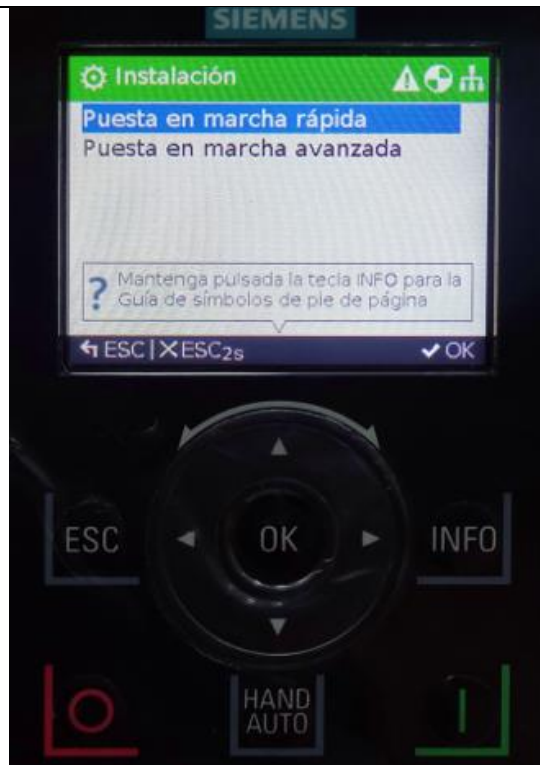 SIEMENS
Instalación
Puesta en marcha rápida
Puesta en marcha avanzada
? Mantenga pulsada la tecla INFO para la
Guía de símbolos de pie de página
ESC | XESC2s OK
ESC OK INFO
HAND
AUTO